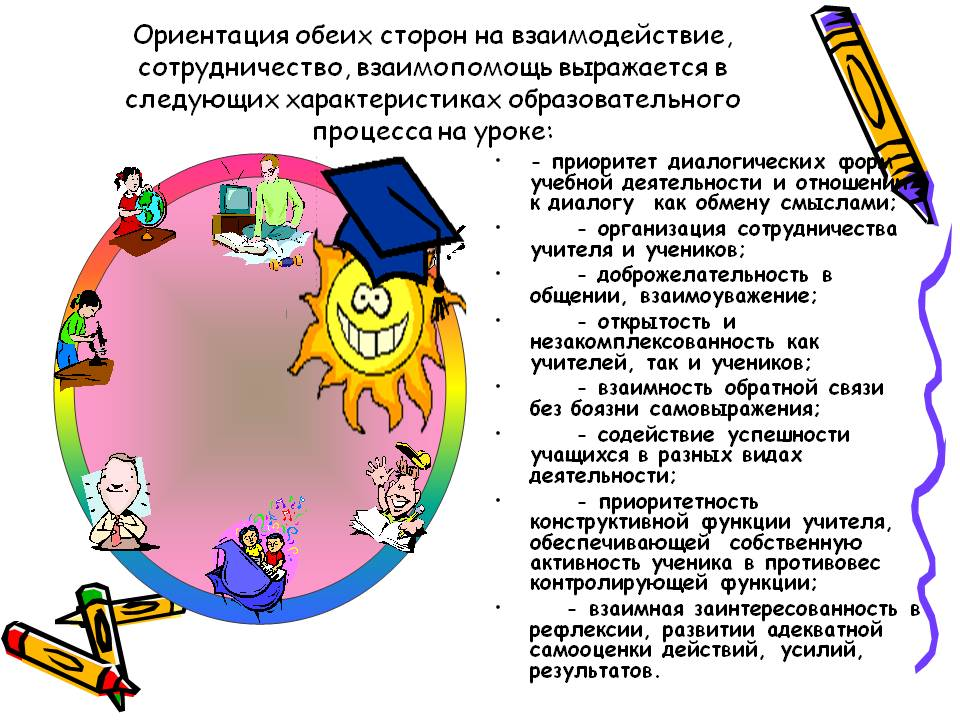 Ориентация обеих сторон на взаимодействие,
сотрудничество, взаимопомощь выражается в
следующих характеристиках образовательного
процесса на уроке:
• - приоритет диалогических форм
учебной деятельности и отношений
к диалогу как обмену смыслами;
• - организация сотрудничества
учителя и учеников;
• - доброжелательность в
общении, взаимоуважение;
• - открытость и
незакомплексованность как
учителей, так и учеников;
• - взаимность обратной связи
без боязни самовыражения;
• - содействие успешности
учащихся в разных видах
деятельности;
• - приоритетность
конструктивной функции учителя,
обеспечивающей собственную
активность ученика в противовес
контролирующей функции;
• - взаимная заинтересованность в
рефлексии, развитии адекватной
самооценки действий, усилий,
результатов.